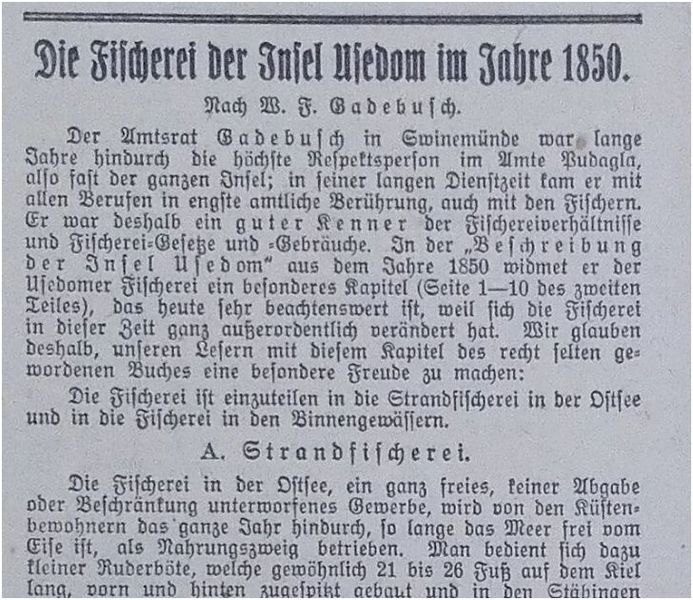 Die Fischerei der Insel Usedom im Jahre 1850.
Nach W. F. Gadebusch.
Der Amtsrat Gadebusch in Swinemünde war lange
Jahre hindurch die höchste Respektsperson im Amte Pudagla,
also fast der ganzen Insel; in seiner langen Dienstzeit kam er mit
allen Berufen in engste amtliche Berührung, auch mit den Fischern.
Er war deshalb ein guter Kenner der Fischereiverhältnisse
und Fischerei-Gesetze und -Gebräuche. In der „Beschreibung
der Insel Usedom“ aus dem Jahre 1850 widmet er der
Usedomer Fischerei ein besonderes Kapitel (Seite 1—10 des zweiten
Teiles), das heute sehr beachtenswert ist, weil sich die Fischerei
in dieser Zeit ganz außerordentlich verändert hat. Wir glauben
deshalb, unseren Lesern mit diesem Kapitel des recht selten ge-
wordenen Buches eine besondere Freude zu machen:
Die Fischerei ist einzuteilen in die Strandfischerei in der Ostsee
und in die Fischerei in den Binnengewässern.
A. Strandfischerei.
Die Fischerei in der Ostsee, ein ganz freies, keiner Abgabe
oder Beschränkung unterworfenes Gewerbe, wird von den Küsten-
bewohnern das ganze Jahr hindurch, so lange das Meer frei vom
Eise ist, als Nahrungszweig betrieben. Man bedient sich dazu
kleiner Ruderböte, welche gewöhnlich 21 bis 26 Fuß auf dem Kiel
lang, vorn und hinten zugespitzt gebaut und in den Stäbingen